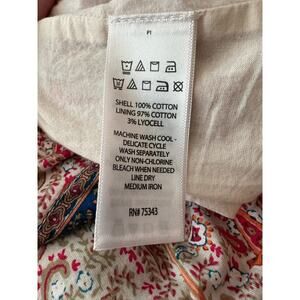 P1
SHELL 100% COTTON
LINING 97% COTTON
3% LYOCELL
MACHINE WASH COOL -
DELICATE CYCLE
WASH SEPARATELY
ONLY NON-CHLORINE
BLEACH WHEN NEEDED
LINE DRY
MEDIUM IRON
RN# 75343